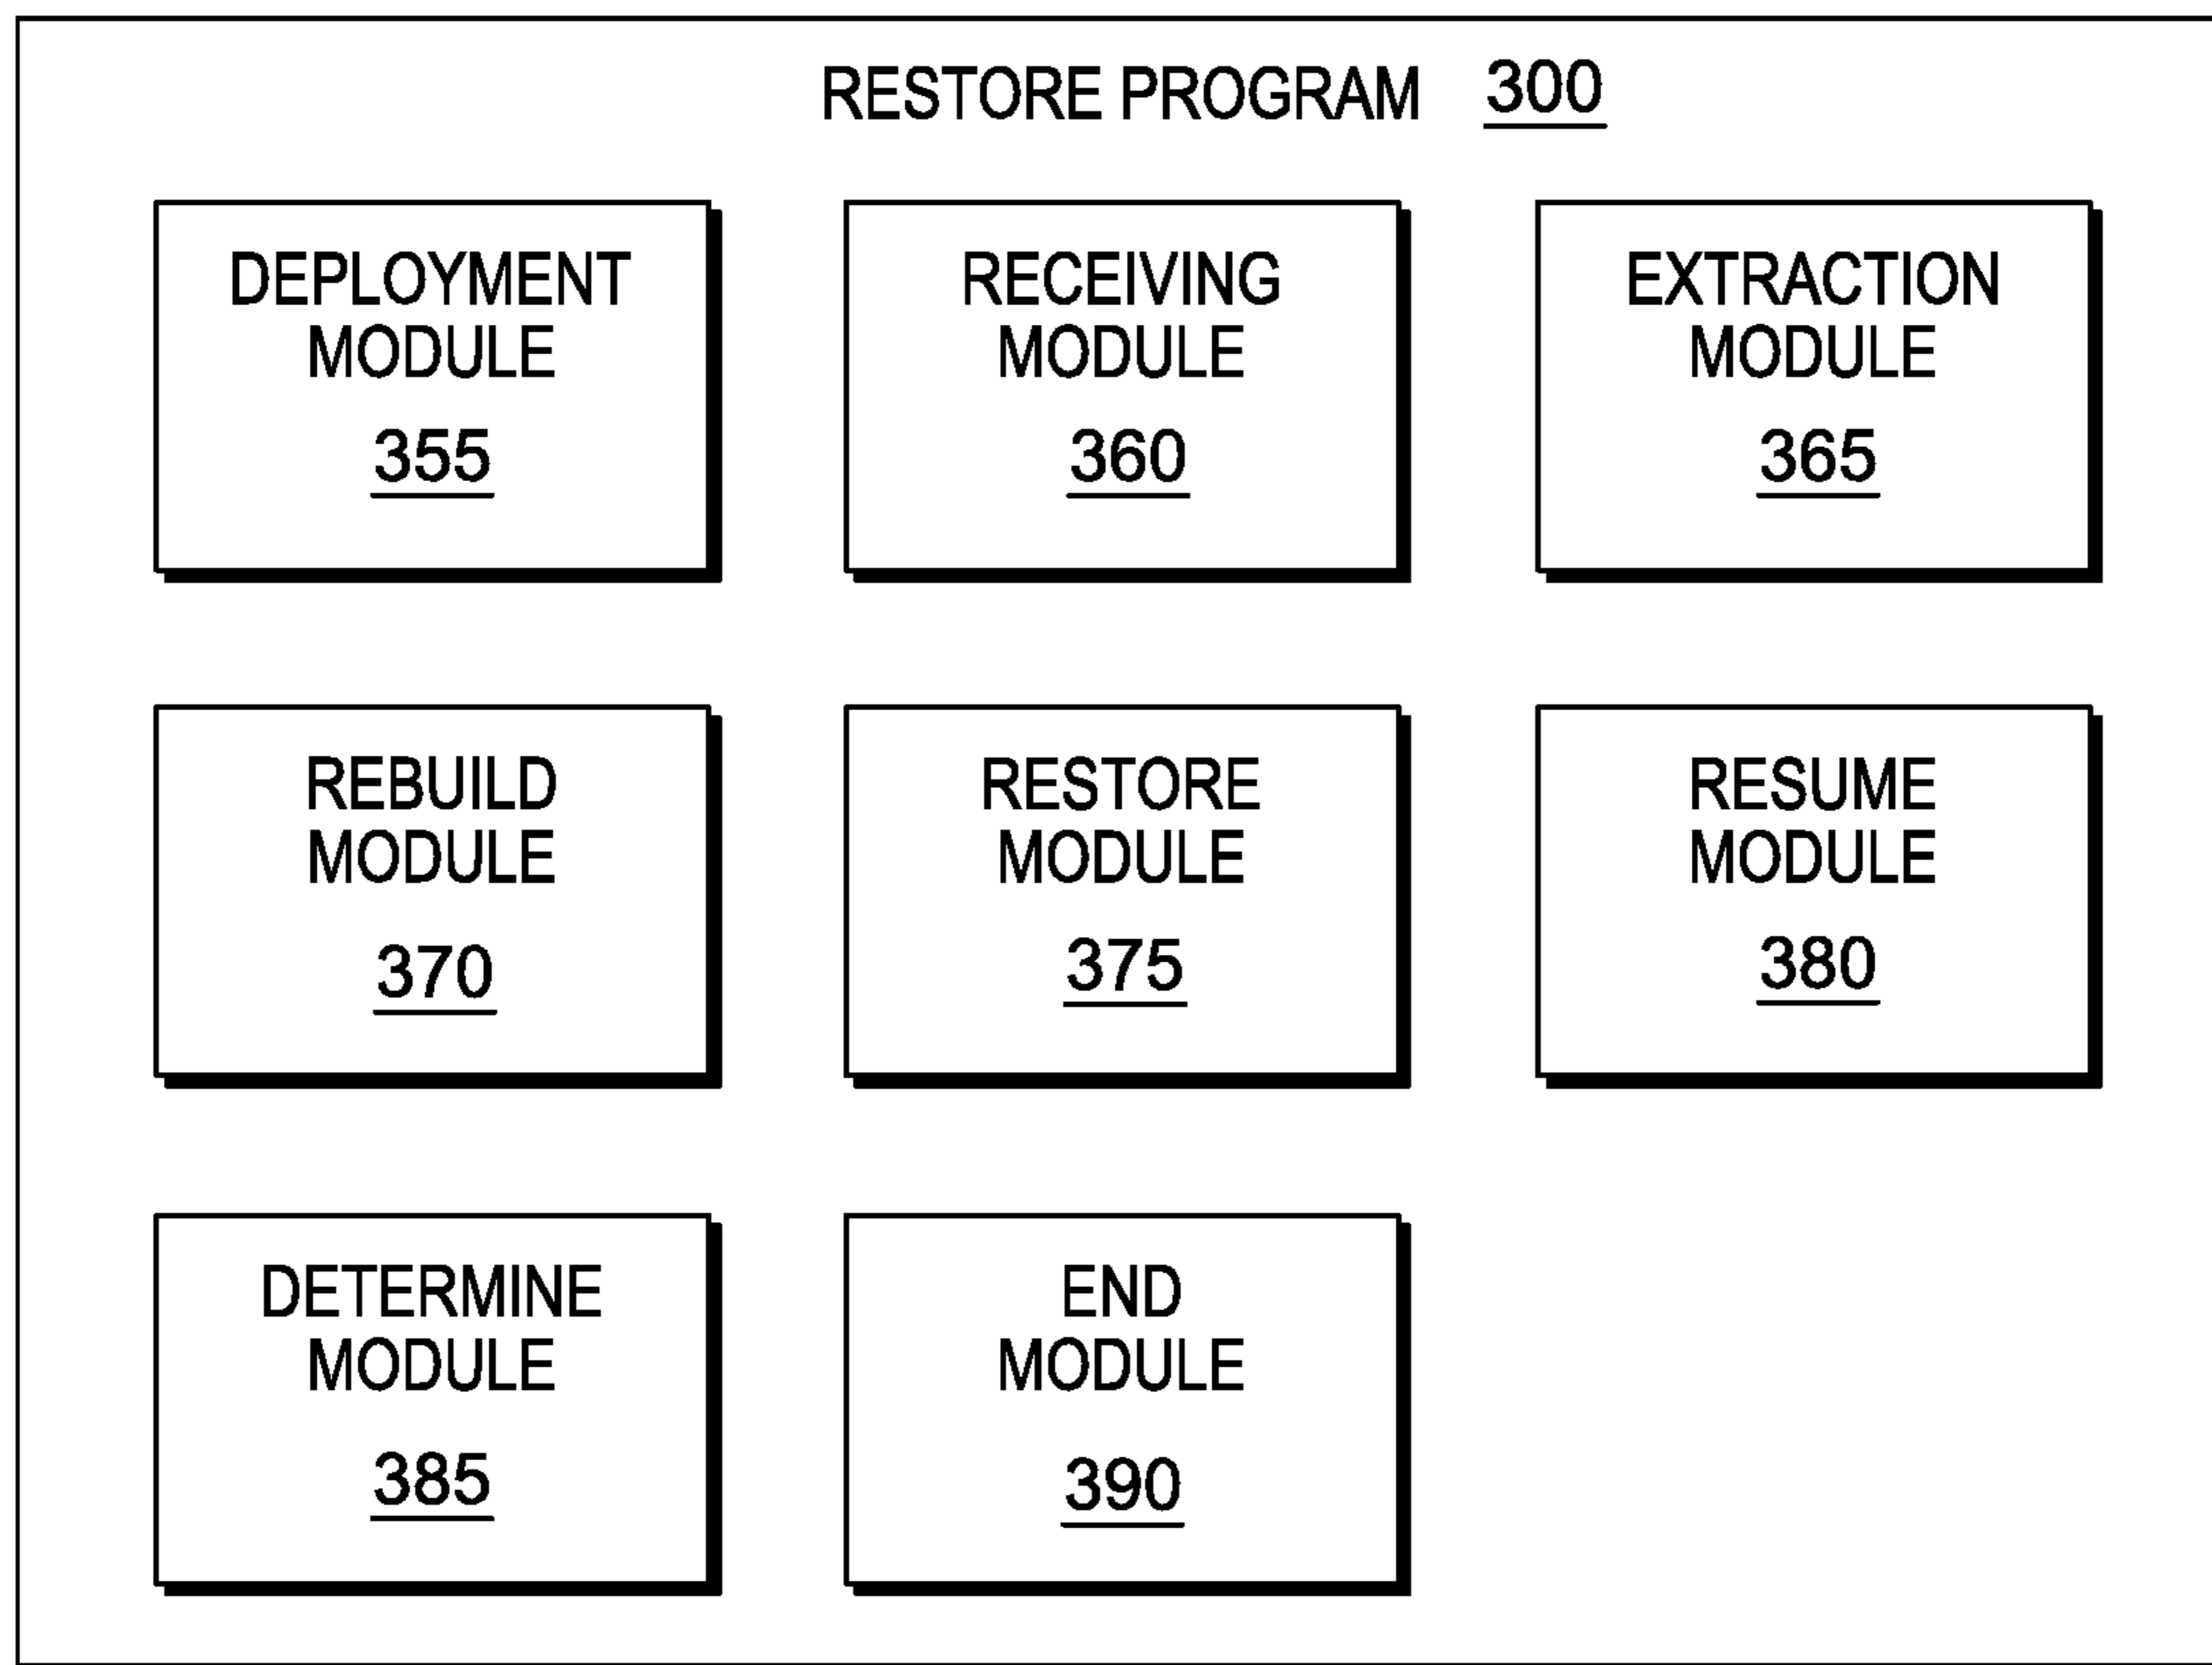 RESTORE PROGRAM 300
DEPLOYMENT
MODULE
355
RECEIVING
MODULE
360
EXTRACTION
MODULE
365
REBUILD
MODULE
370
RESTORE
MODULE
375
RESUME
MODULE
380
DETERMINE
MODULE
385
END
MODULE
390